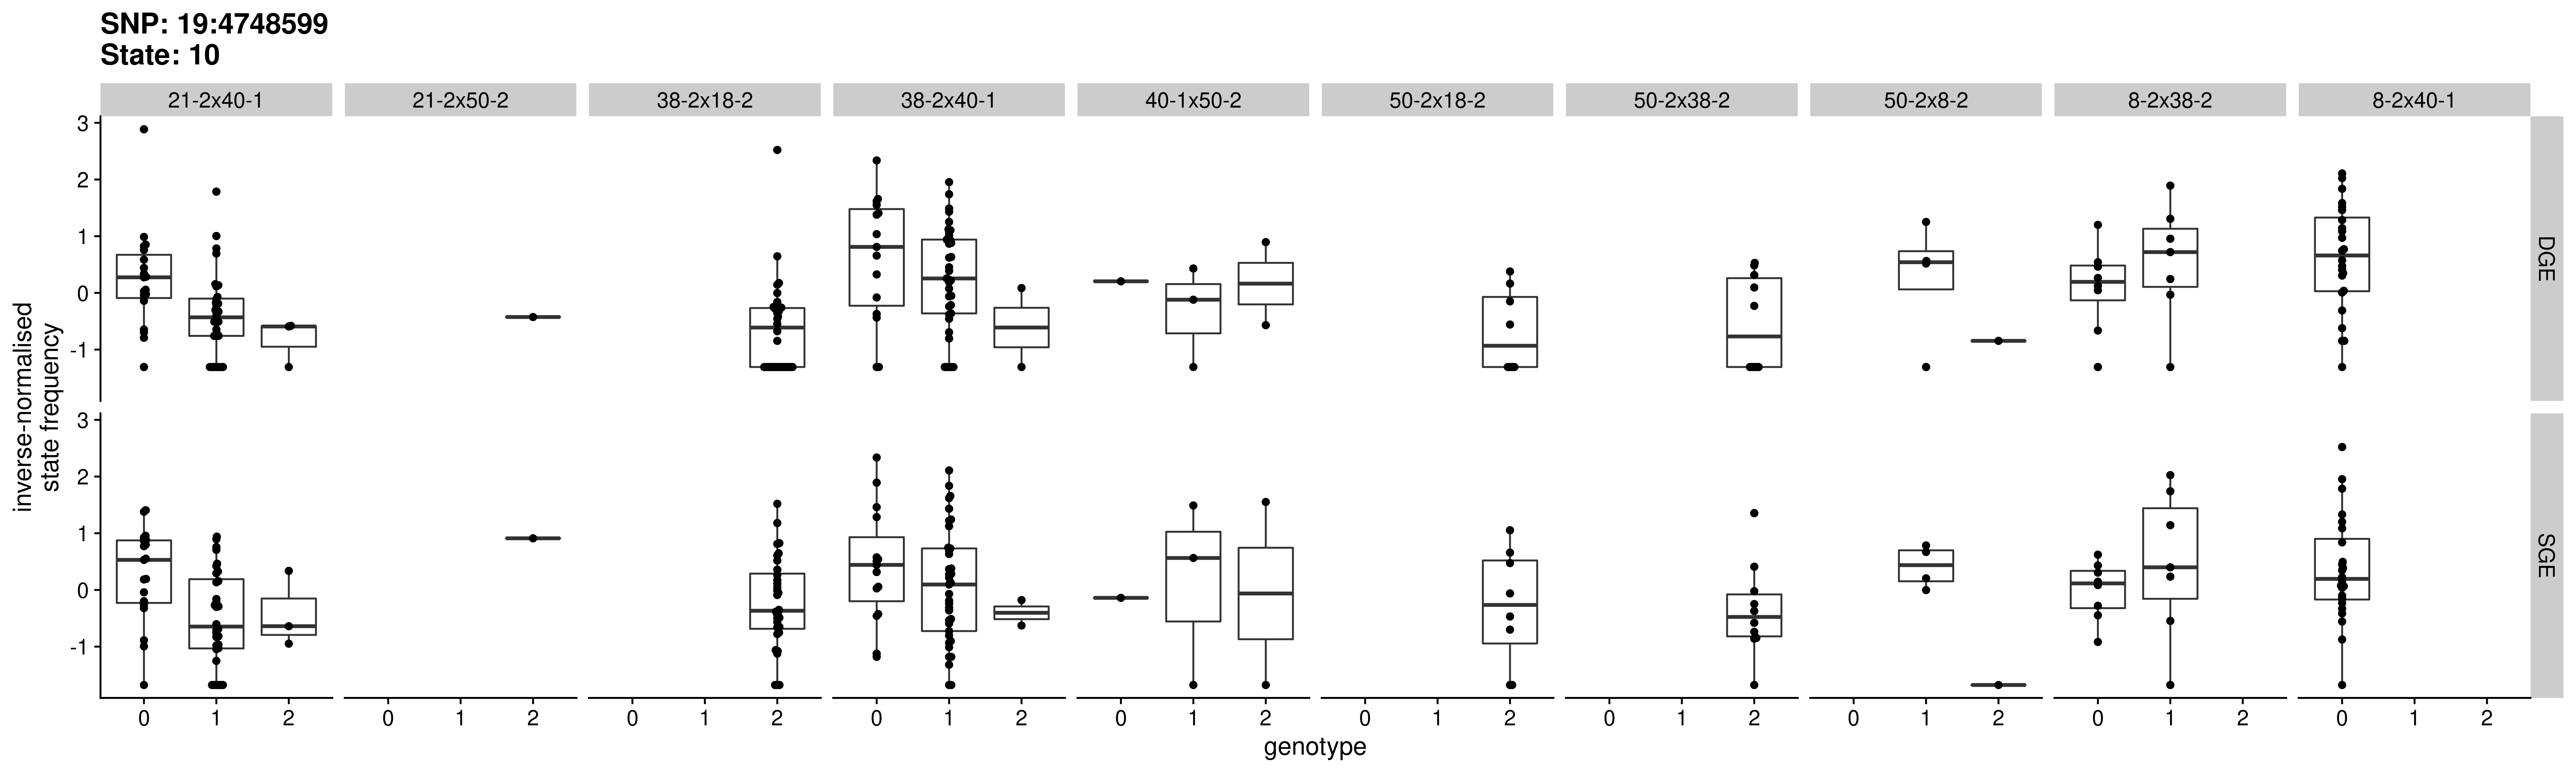 SNP: 19:4748599
State: 10
21-2x40-1 21-2x50-2 38-2x18-2 38-2x40-1 40-1x50-2 50-2x18-2 50-2x38-2 50-2x8-2 8-2x38-2 8-2x40-1
inverse-normalised
state frequency
3
2
1
0
-1
DGE
3
2
1
0
-1
SGE
0 1 2 0 1 2 0 1 2 0 1 2 0 1 2 0 1 2 0 1 2 0 1 2 0 1 2 0 1 2
genotype